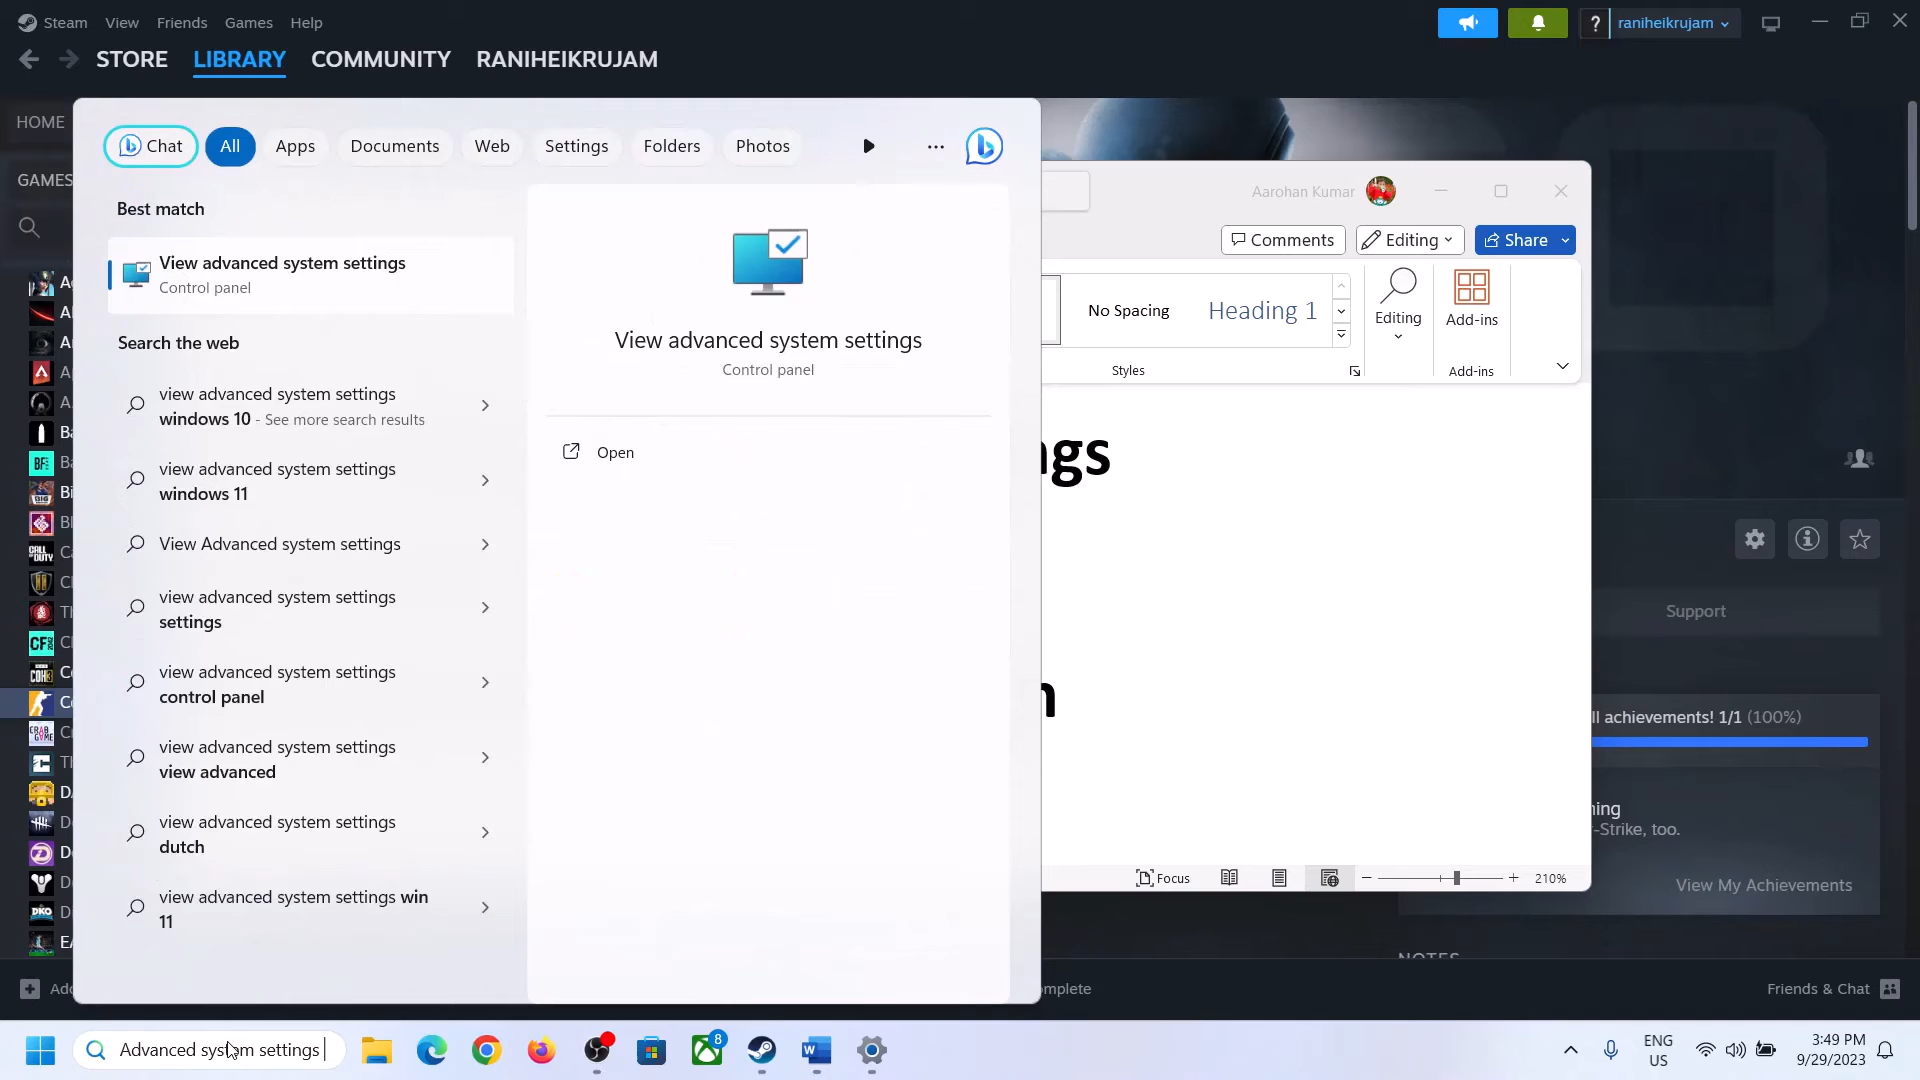 Steam View Friends Games Help
raniheikrujam
STORE LIBRARY COMMUNITY RANIHEIKRUJAM
HOME
GAMES
Chat All Apps Documents Web Settings Folders Photos
Best match
View advanced system settings
Control panel
Search the web
view advanced system settings
windows 10 - See more search results
view advanced system settings
windows 11
View Advanced system settings
view advanced system settings
settings
view advanced system settings
control panel
view advanced system settings
view advanced
view advanced system settings
dutch
view advanced system settings win
11
View advanced system settings
Control panel
Open
Aarohan Kumar
Comments Editing Share
No Spacing Heading 1
Editing
Add-ins
Styles
Add-ins
ngs
n
Focus
210%
Support
ll achievements! 1/1 (100%)
ning
-Strike, too.
View My Achievements
NOTES
Add
mplete
Friends & Chat
Advanced system settings
8
ENG
US
3:49 PM
9/29/2023